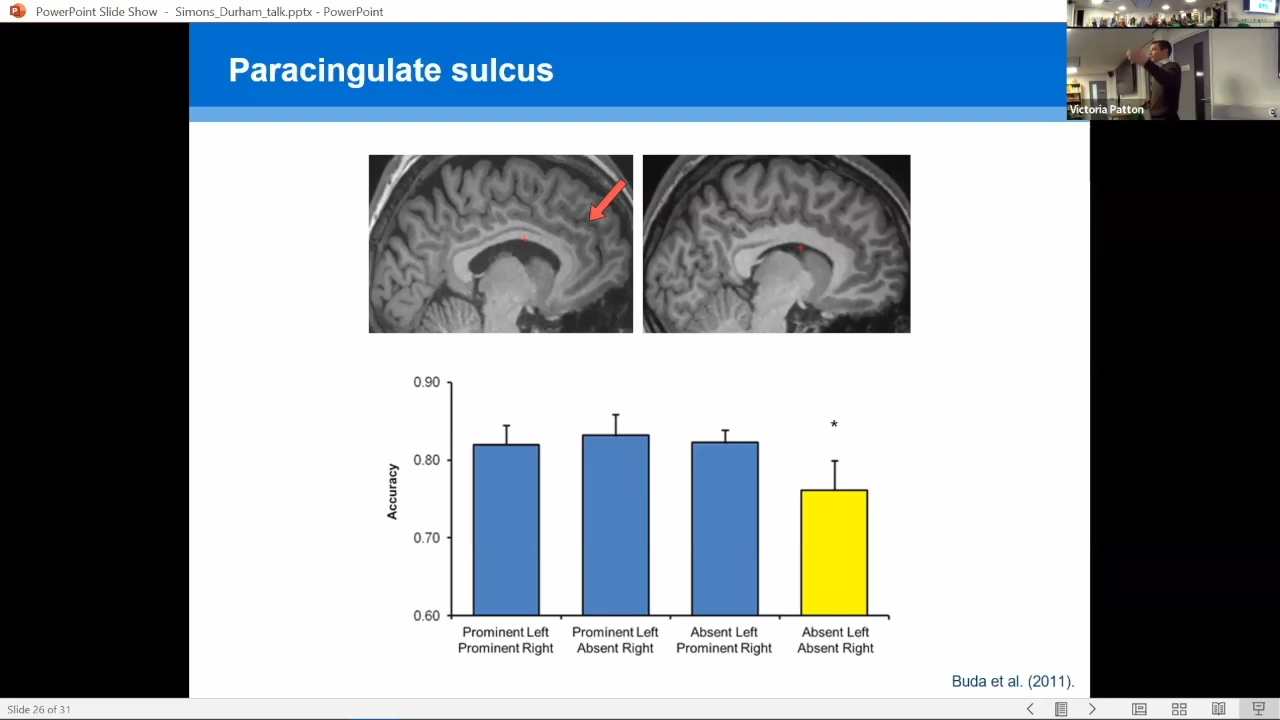 PowerPoint Slide Show - Simons_Durham_talk.pptx - PowerPoint
Paracingulate sulcus
Victoria Patton
0.90
0.80
0.70
0.60
Accuracy
*
Prominent Left
Prominent Right
Prominent Left
Absent Right
Absent Left
Prominent Right
Absent Left
Absent Right
Buda et al. (2011).
Slide 26 of 31